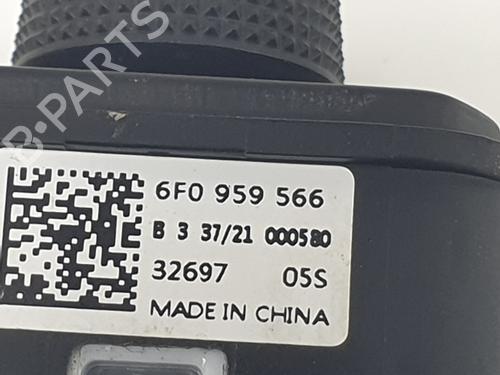 B-PARTS
6F0 959 566
B 3 37/21 000580
32697 05S
MADE IN CHINA